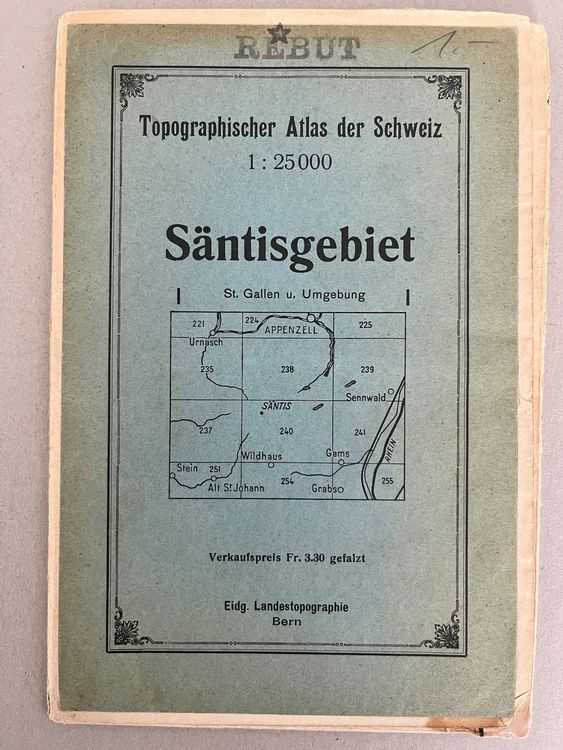 REBUT
1.-
Topographischer Atlas der Schweiz
1 : 25000
Säntisgebiet
St. Gallen u. Umgebung
221
224
APPENZELL
225
Urnäsch
235
238
239
Sennwald
SÄNTIS
237
240
241
RHEIN
Wildhaus
Gams
Stein
251
254
255
Alt St Johann
Grabs
Verkaufspreis Fr. 3.30 gefalzt
Eidg. Landestopographie
Bern